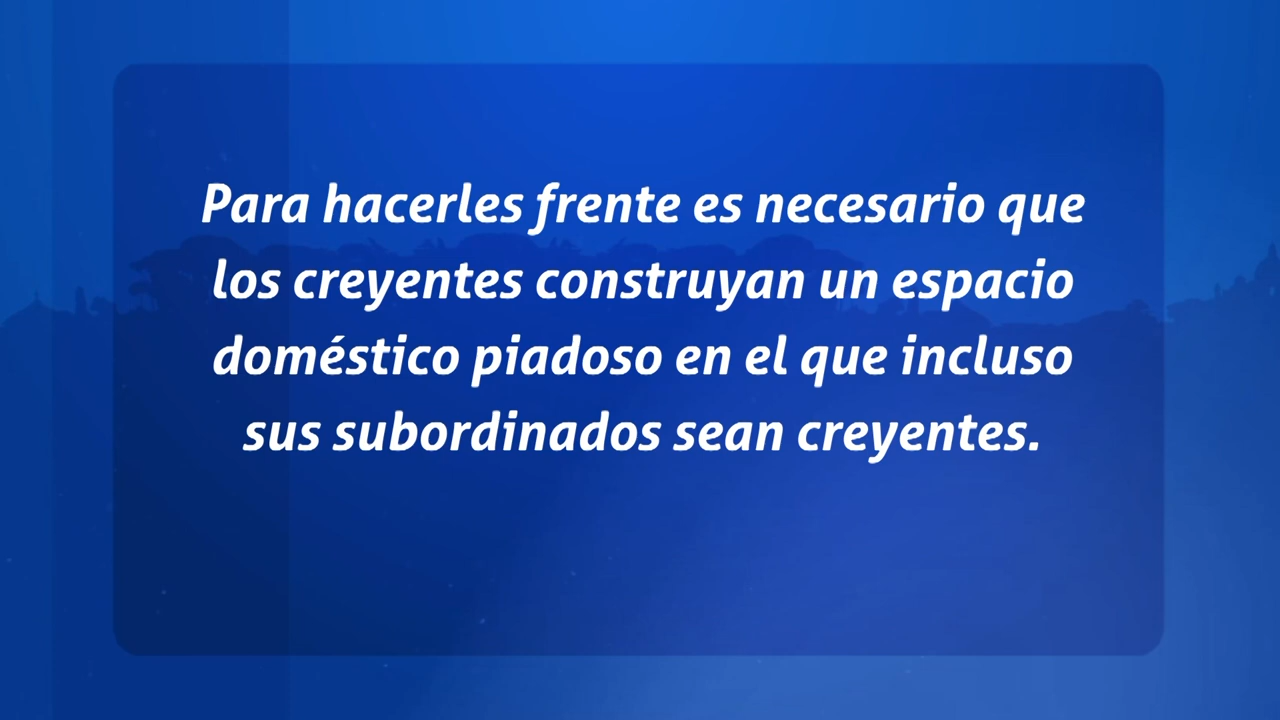 Para hacerles frente es necesario que
los creyentes construyan un espacio
doméstico piadoso en el que incluso
sus subordinados sean creyentes.